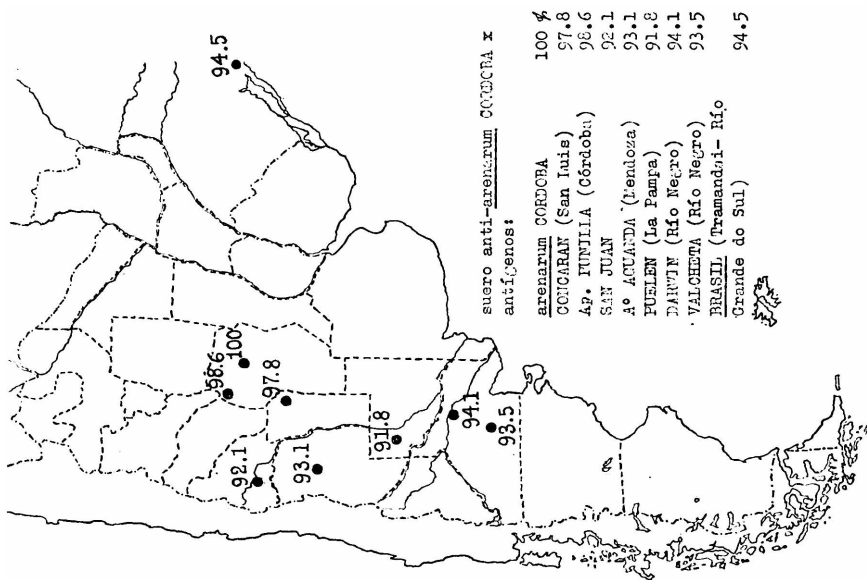 94.5
98.6
100
97.8
92.1
93.1
91.8
94.1
93.5
suero anti-arenarum CORDOBA x
antígenos:
arenarum CORDOBA 100 %
CONCARAN (San Luis) 97.8
Ap. PUNILLA (Córdoba) 98.6
SAN JUAN 92.1
Aº AGUANDA (Mendoza) 93.1
PUELEN (La Pampa) 91.8
DARWIN (Río Negro) 94.1
VALCHETA (Río Negro) 93.5
BRASIL (Tramandai- Río
Grande do Sul) 94.5